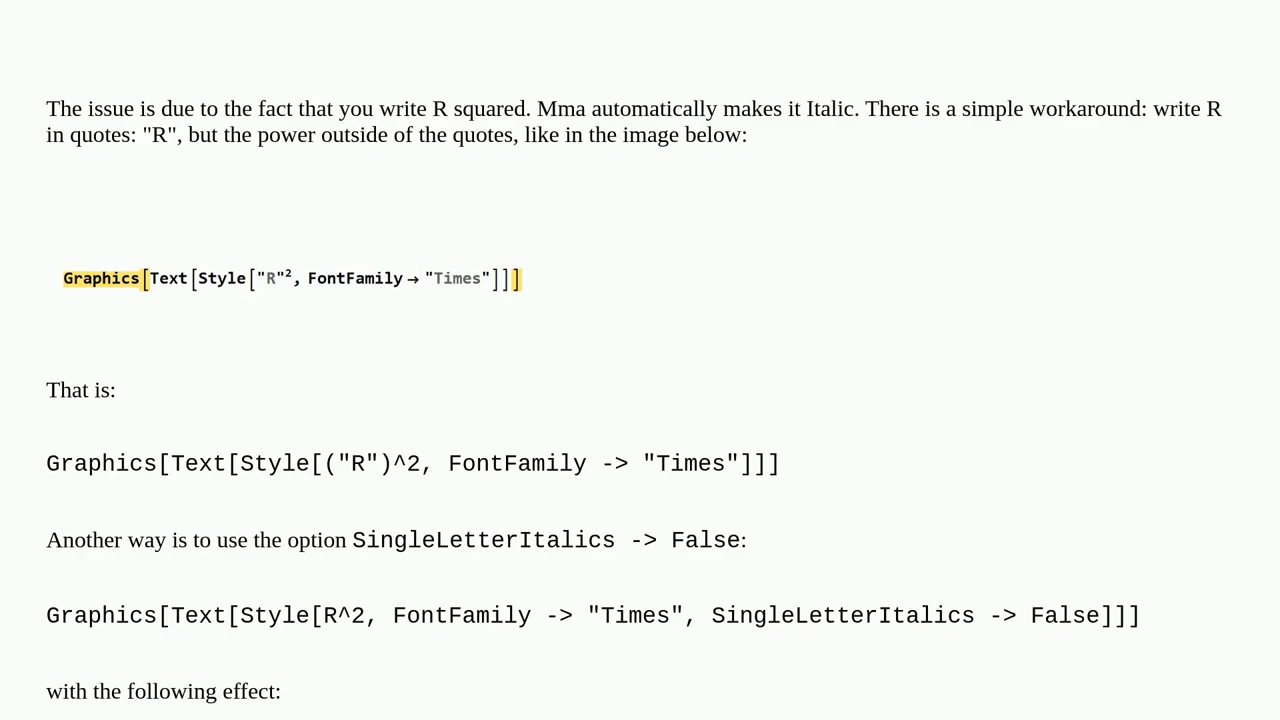 The issue is due to the fact that you write R squared. Mma automatically makes it Italic. There is a simple workaround: write R
in quotes: "R", but the power outside of the quotes, like in the image below:
Graphics[Text[Style["R"², FontFamily → "Times"]]]
That is:
Graphics[Text[Style[("R")^2, FontFamily -> "Times"]]]
Another way is to use the option SingleLetterItalics -> False:
Graphics[Text[Style[R^2, FontFamily -> "Times", SingleLetterItalics -> False]]]
with the following effect: